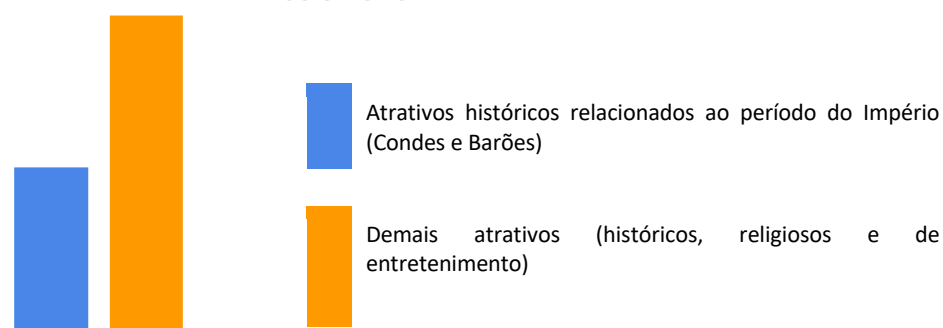 Atrativos históricos relacionados ao período do Império
(Condes e Barões)
Demais atrativos (históricos, religiosos e de
entretenimento)